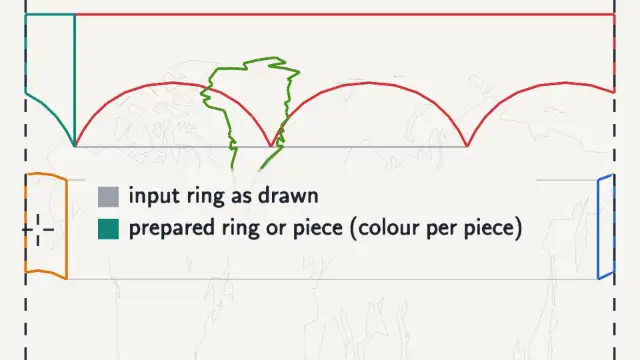 input ring as drawn
prepared ring or piece (colour per piece)